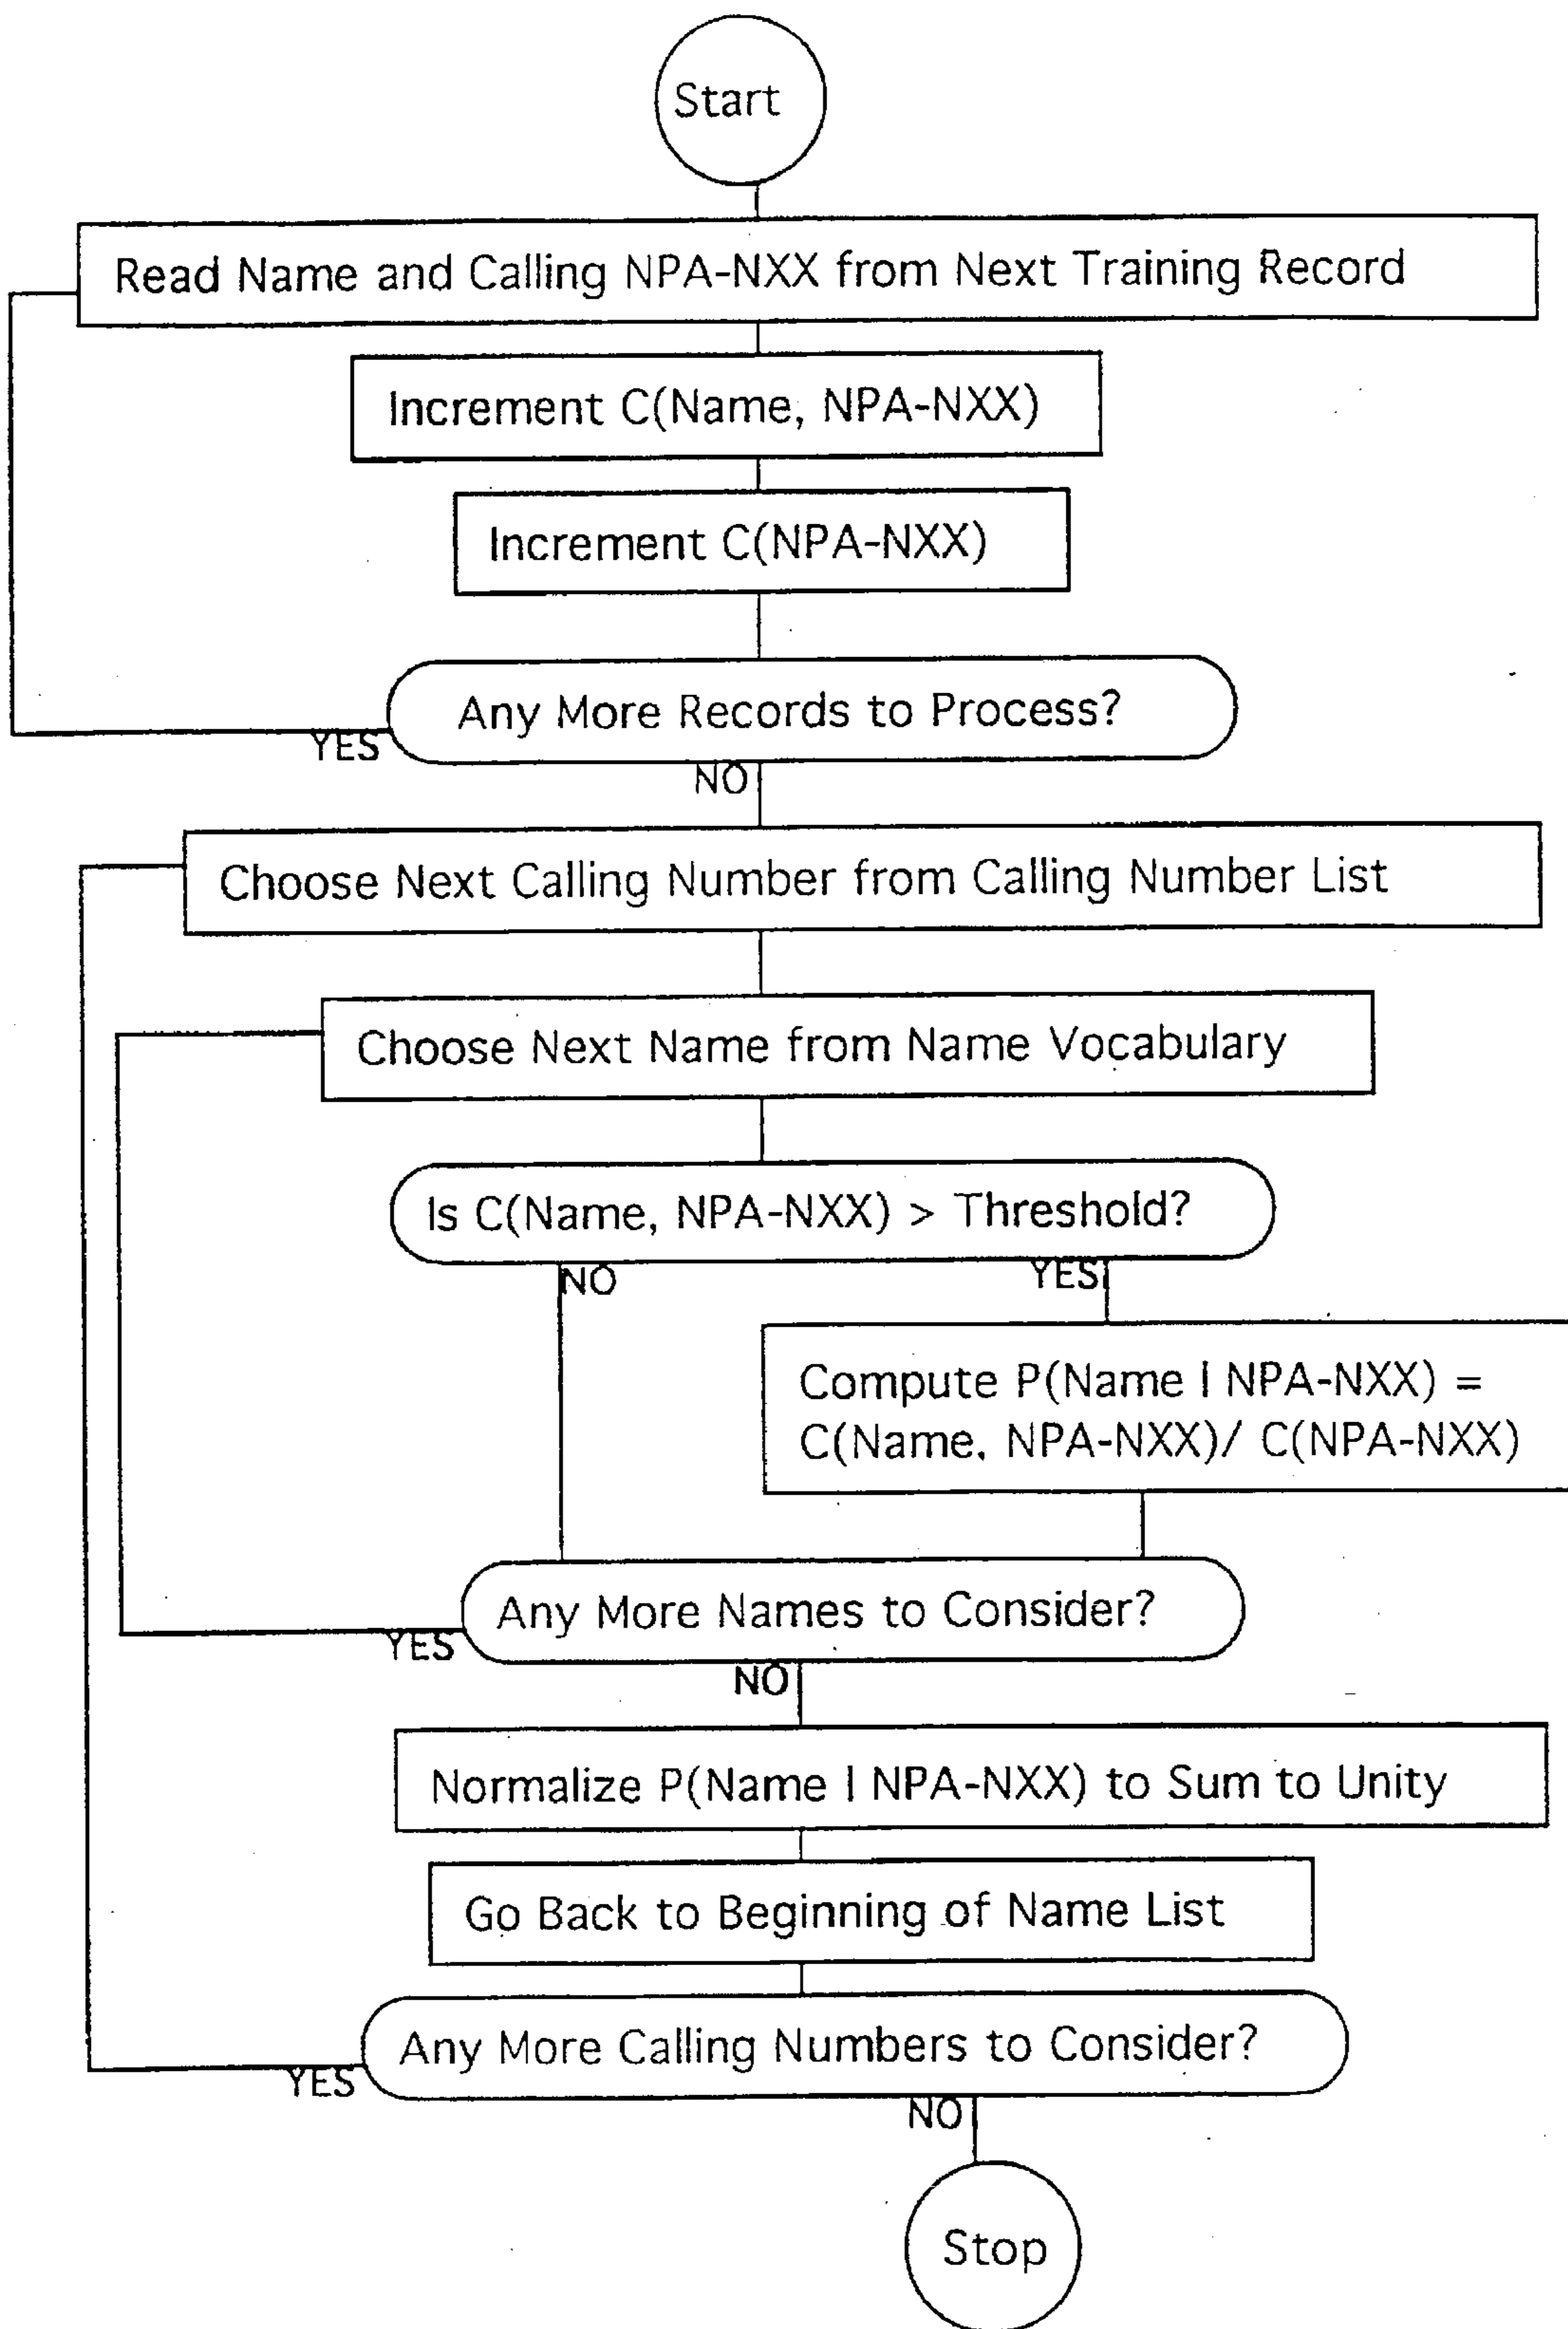 Start
Read Name and Calling NPA-NXX from Next Training Record
Increment C(Name, NPA-NXX)
Increment C(NPA-NXX)
Any More Records to Process?
YES
NO
Choose Next Calling Number from Calling Number List
Choose Next Name from Name Vocabulary
Is C(Name, NPA-NXX) > Threshold?
NO
YES
Compute P(Name | NPA-NXX) =
C(Name, NPA-NXX)/ C(NPA-NXX)
Any More Names to Consider?
YES
NO
Normalize P(Name | NPA-NXX) to Sum to Unity
Go Back to Beginning of Name List
Any More Calling Numbers to Consider?
YES
NO
Stop